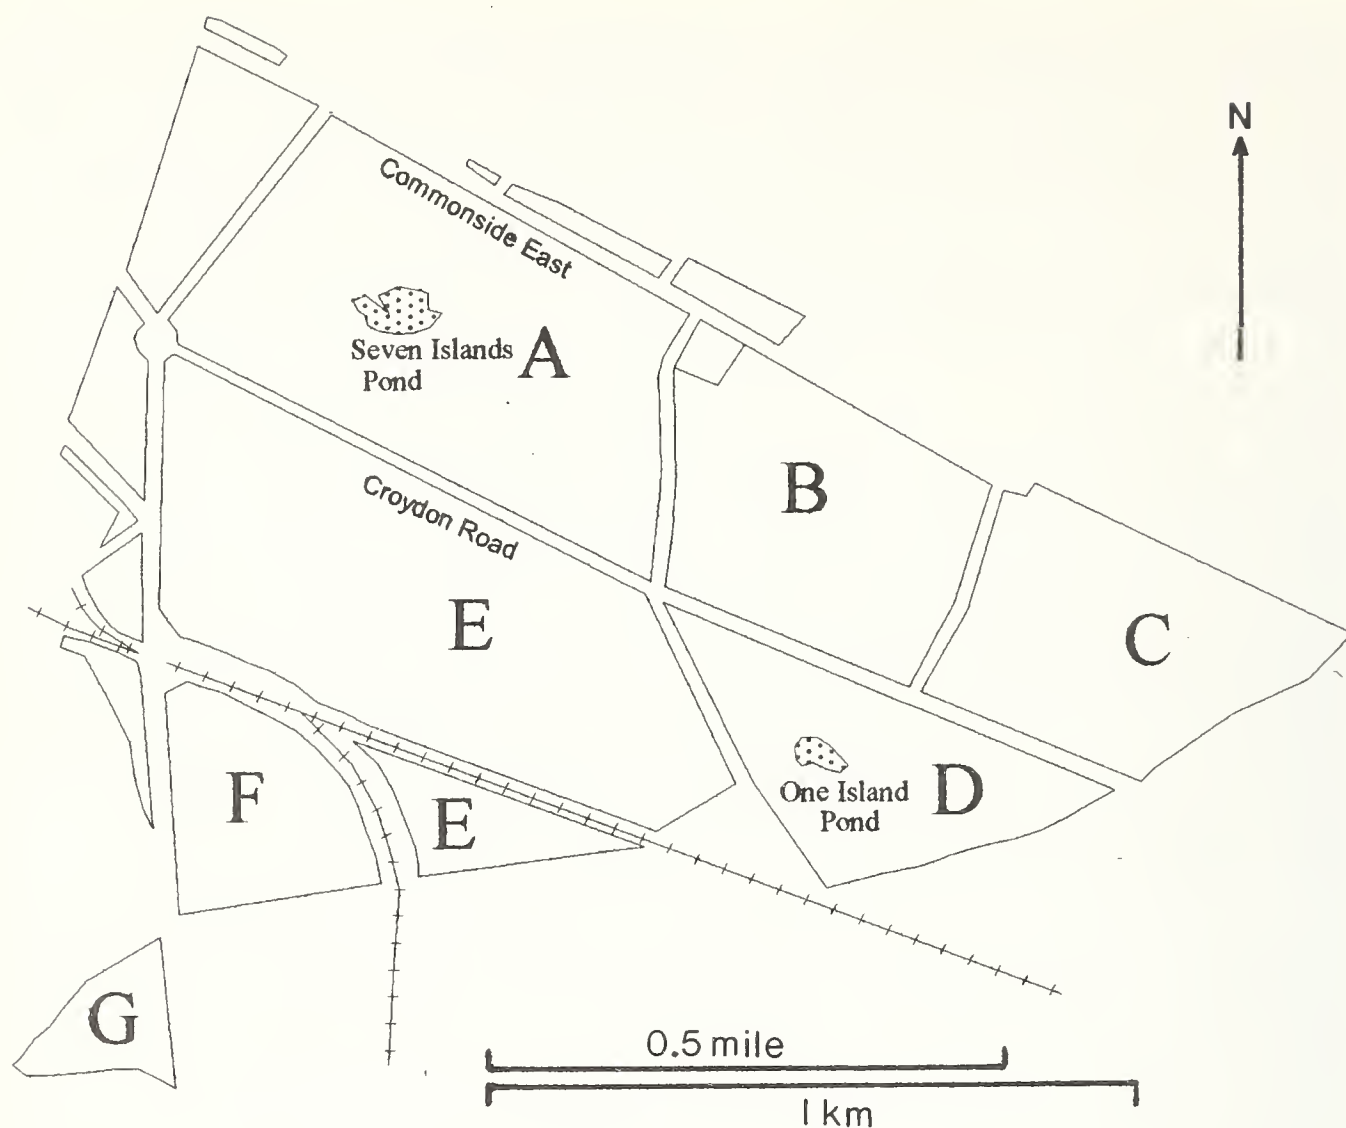 N
Commonside East
Seven Islands
Pond
A
B
Croydon Road
E
C
F
E
One Island
Pond
D
G
0.5 mile
1 km